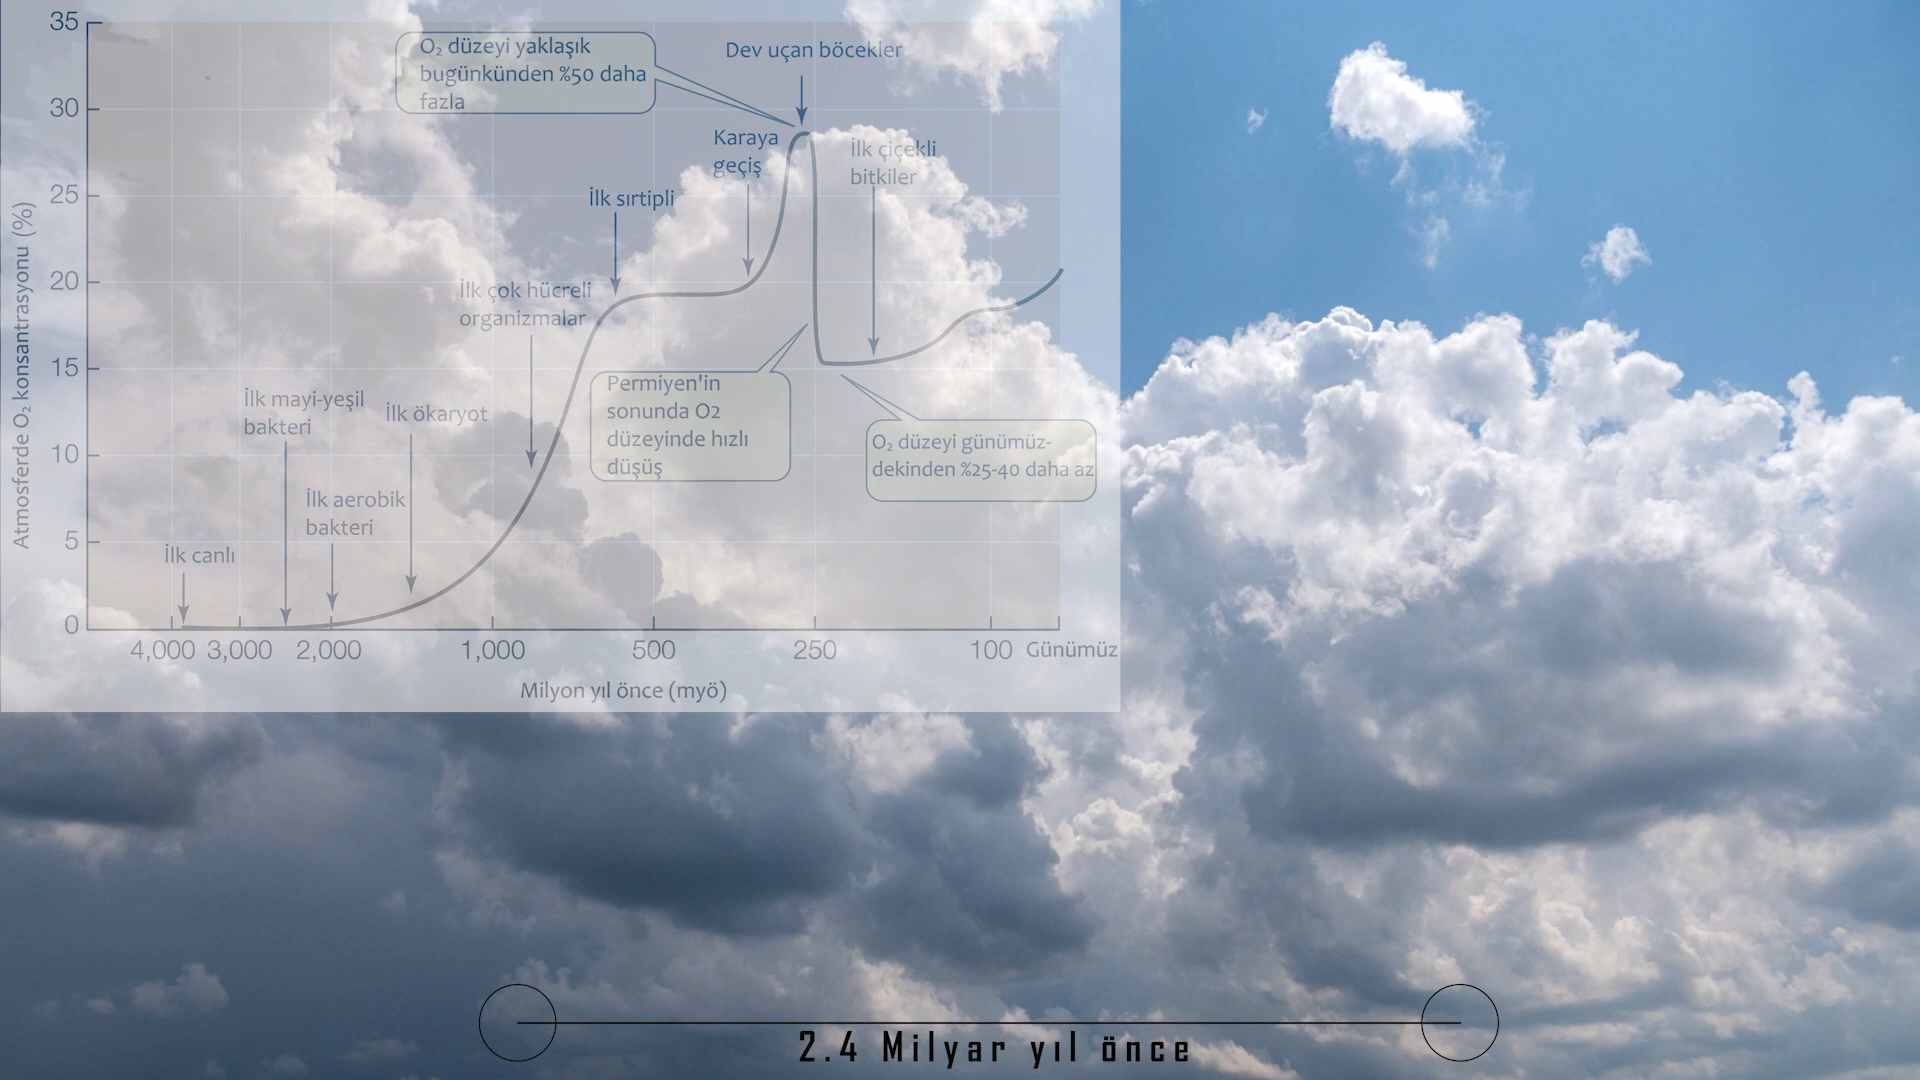 35
O₂ düzeyi yaklaşık
bugünkünden %50 daha
fazla
Dev uçan böcekler
30
Karaya
geçiş
İlk çiçekli
bitkiler
25
İlk sırtipli
20
İlk çok hücreli
organizmalar
15
Permiyen'in
sonunda O2
düzeyinde hızlı
düşüş
İlk mayi-yeşil
bakteri
İlk ökaryot
O₂ düzeyi günümüz-
dekinden %25-40 daha az
10
İlk aerobik
bakteri
5
İlk canlı
0
Atmosferde O₂ konsantrasyonu (%)
4,000 3,000 2,000 1,000 500 250 100 Günümüz
Milyon yıl önce (myö)
2.4 Milyar yıl önce